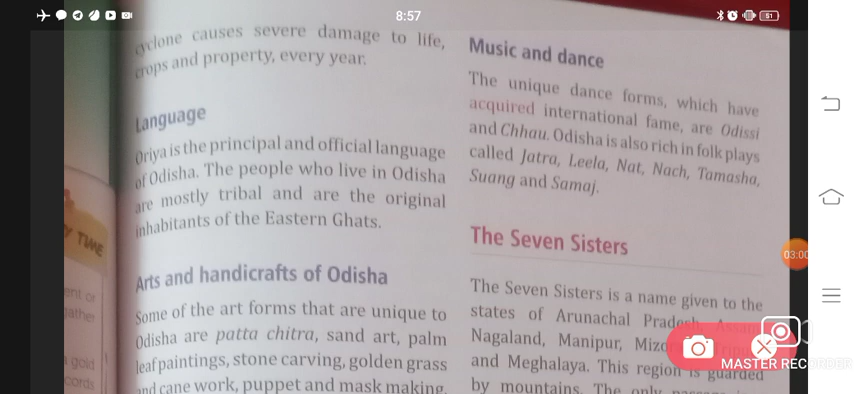 8:57
51
cyclone causes severe damage to life,
crops and property, every year.
Language
Oriya is the principal and official language
of Odisha. The people who live in Odisha
are mostly tribal and are the original
inhabitants of the Eastern Ghats.
Arts and handicrafts of Odisha
Some of the art forms that are unique to
Odisha are patta chitra, sand art, palm
leaf paintings, stone carving, golden grass
and cane work, puppet and mask making,
Music and dance
The unique dance forms, which have
acquired international fame, are Odissi
and Chhau. Odisha is also rich in folk plays
called Jatra, Leela, Nat, Nach, Tamasha,
Suang and Samaj.
The Seven Sisters
The Seven Sisters is a name given to the
states of Arunachal Pradesh,
Nagaland, Manipur,
and Meghalaya. This region is guarded
by mountains. The only
TIME
gold
03:00
MASTER RECORDER